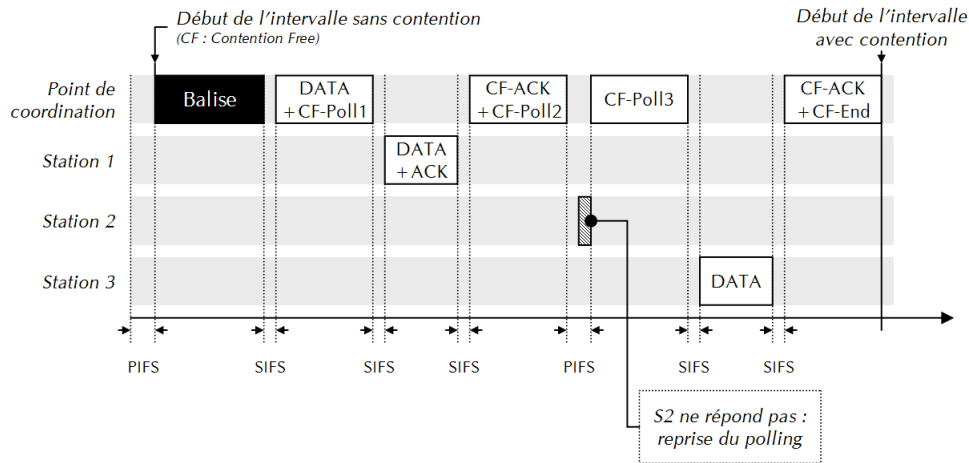 Début de l'intervalle sans contention
(CF : Contention Free)
Début de l'intervalle
avec contention
Point de
coordination
Balise
DATA
+CF-Poll1
CF-ACK
+CF-Poll2
CF-Poll3
CF-ACK
+CF-End
Station 1
DATA
+ACK
Station 2
Station 3
DATA
PIFS
SIFS
SIFS
SIFS
PIFS
SIFS
SIFS
S2 ne répond pas :
reprise du polling